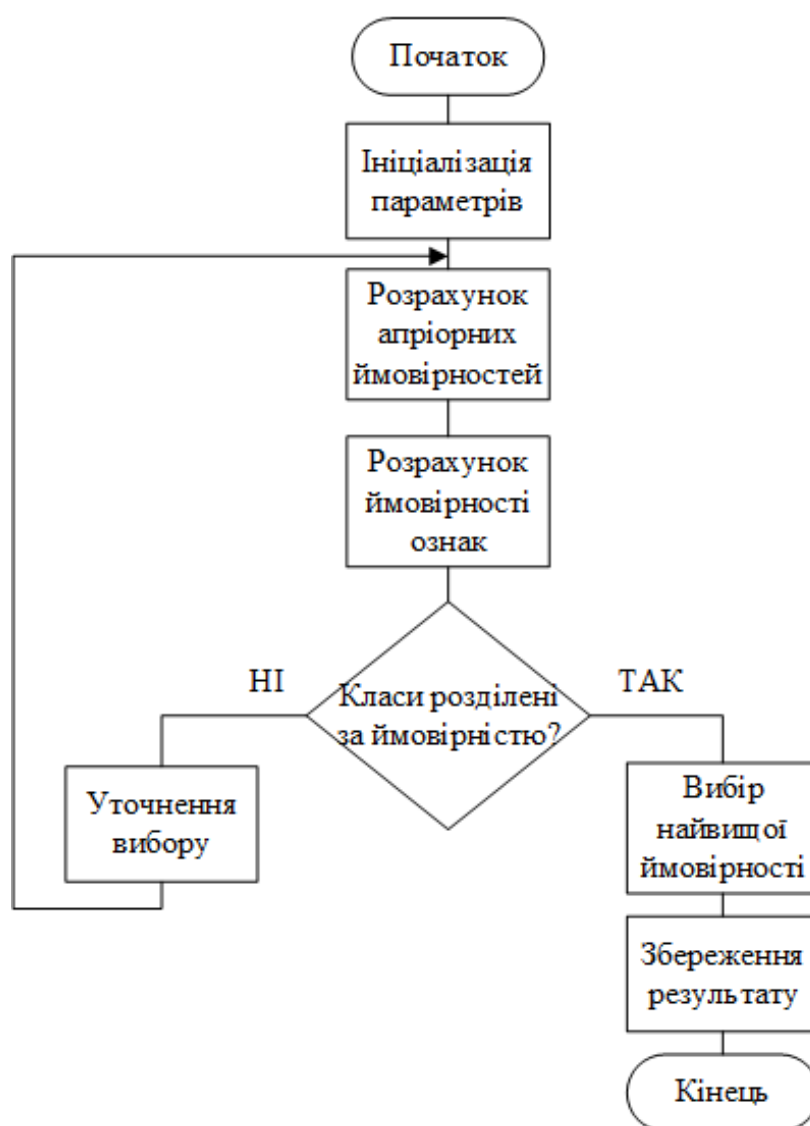 Початок
Ініціалізація
параметрів
Розрахунок
апріорних
ймовірностей
Розрахунок
ймовірності
ознак
НІ
Класи розділені
за ймовірністю?
ТАК
Уточнення
вибору
Вибір
найвищої
ймовірності
Збереження
результату
Кінець